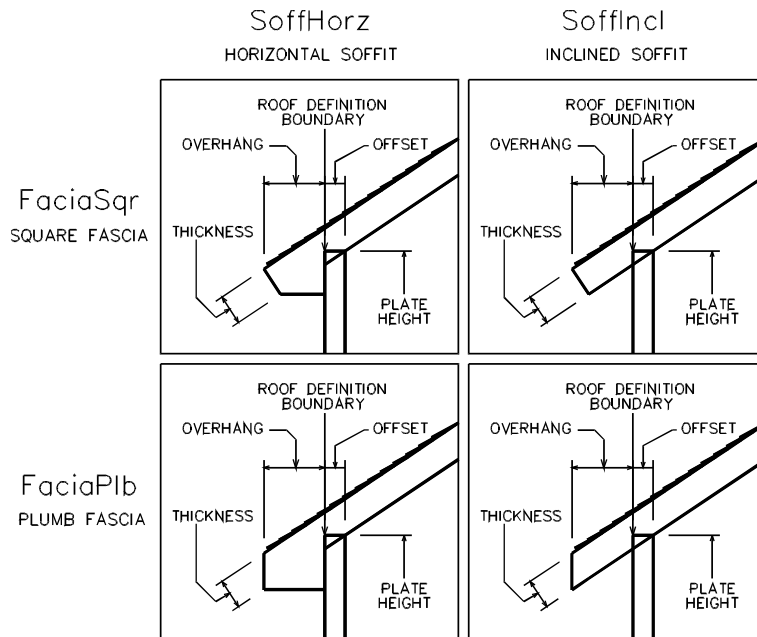 SoffHorz
HORIZONTAL SOFFIT
SoffIncl
INCLINED SOFFIT
FaciaSqr
SQUARE FASCIA
ROOF DEFINITION
BOUNDARY
OVERHANG
OFFSET
THICKNESS
PLATE
HEIGHT
ROOF DEFINITION
BOUNDARY
OVERHANG
OFFSET
THICKNESS
PLATE
HEIGHT
FaciaPlb
PLUMB FASCIA
ROOF DEFINITION
BOUNDARY
OVERHANG
OFFSET
THICKNESS
PLATE
HEIGHT
ROOF DEFINITION
BOUNDARY
OVERHANG
OFFSET
THICKNESS
PLATE
HEIGHT